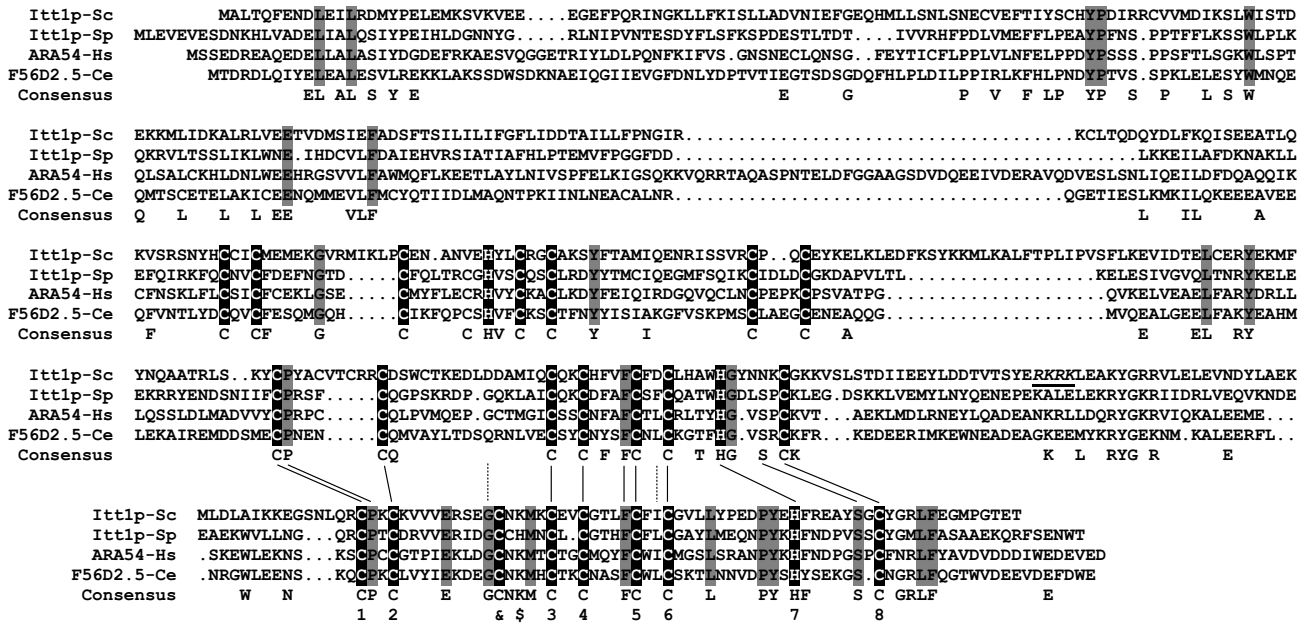 Itt1p-Sc MALTQFENDLEILRDMYPELEMKSVKVEE....EGEFPQRINGKLLFKISLLADVNIEFGEQHMLLSNLSNECVEFTIYSCHYPDIRRCVVMDIKSLWISTD
Itt1p-Sp MLEVEVESDNKHLVADELIALQSIYPEIHLDGNNYG...RLNIPVNTESDYFLSFKSPDESTLTDT...IVVRHFPDLVMEFFLPEAYPFNS.PPTFFLKSSWLPLK
ARA54-Hs MSSEDREAQEDELLALASIYDGDEFRKAESVQGGETRIYLDLPQNFKIFVS.GNSNECLQNSG..FEYTICFLPPLVLNFELPPDYPSSSPPSFTLSGKWLSPT
F56D2.5-Ce MTDRDLQIYELEALESVLREKKLAKSSDWSDKNAEIQGIIEVGFDNLYDPTVTIEGTSDSGDQFHLPLDILPPIRLKFHLPNDYPTVS.SPKLELESYWMNQE
Consensus EL AL S Y E E G P V F LP YP S P L S W
Itt1p-Sc EKKMLIDKALRLVEETVDMSIEFADSFTSILILIFGFLIDDTAILLFPNGIR.....................................KCLTQDQYDLFKQISEEATLQ
Itt1p-Sp QKRVLTSSLIKLWNE.IHDCVLFDAIEHVRSIATIAFHLPTEMVFPGGFDD...........................................LKKEILAFDKNAKLL
ARA54-Hs QLSALCKHLDNLWEEHRGSVVLFAWMQFLKEETLAYLNIVSPFELKIGSQKKVQRRTAQASPNTELDFGGAAGSDVDQEEIVDERAVQDVESLSNLIQEILDFDQAQQIK
F56D2.5-Ce QMTSCETELAKICEENQMMEVLFMCYQTIIDLMAQNTPKIINLNEACALNR.....................................QGETIESLKMKILQKEEEAVEE
Consensus Q L L L EE VLF L IL A
Itt1p-Sc KVSRSNYHCCICMEMEKGVRMIKLPCEN.ANVEHYLCRGCAKSYFTAMIQENRISSVRCP..QCEYKELKLEDFKSYKKMLKALFTPLIPVSFLKEVIDTELCERYEKMF
Itt1p-Sp EFQIRKFQCNVCFDEFNGTD.....CFQLTRCGHVSCQSCLRDYYTMCIQEGMFSQIKCIDLDCGKDAPVLTL................KELESIVGVQLTNRYKELE
ARA54-Hs CFNSKLFLCSICFCEKLGSE.....CMYFLECRHVYCKACLKDYFEIQIRDGQVQCLNCPEPKCPSVATPG..................QVKELVEAELFARYDRLL
F56D2.5-Ce QFVNTLYDCQVCFESQMGQH.....CIKFQPCSHVFCKSCTFNYYISIAKGFVSKPMSCLAEGCENEAQQG..................MVQEALGEELFAKYEAHM
Consensus F C CF G C C HV C C Y I C C A E EL RY
Itt1p-Sc YNQAATRLS..KYCPYACVTCRRCDSWCTKEDLDDAMIQCQKCHFVFCFDCLHAWHGYNNKCGKKVSLSTDIIEEYLDDTVTSYERKRKLEAKYGRRVLELEVNDYLAEK
Itt1p-Sp EKRRYENDSNIIFCPRSF.....CQGPSKRDP.GQKLAICQKCDFAFCSFCQATWHGDLSPCKLEG.DSKKLVEMYLNYQENEPEKALELEKRYGKRIIDRLVEQVKNDE
ARA54-Hs LQSSLDLMADVVYCPRPC.....CQLPVMQEP.GCTMGICSSCNFAFCTLCRLTYHG.VSPCKVT...AEKLMDLRNEYLQADEANKRLLDQRYGKRVIQKALEEME...
F56D2.5-Ce LEKAIREMDDSMECPNEN.....CQMVAYLTDSQRNLVECSYCNYSFCNLCKGTFHG.VSRCKFR...KEDEERIMKEWNEADEAGKEEMYKRYGEKNM.KALEERFL..
Consensus CP CQ C C F FC C T HG S CK K L RYG R E
Itt1p-Sc MLDLAIKKEGSNLQRCPKCKVVVERSEGCNKMKCEVCGTLFCFICGVLLYPEDPYEHFREAYSGCYGRLFEGMPGTET
Itt1p-Sp EAEKWVLLNG...QRCPTCDRVVERIDGCCHMNCL.CGTHFCFLCGAYLMEQNPYKHFNDPVSSCYGMLFASAAEKQRFSENWT
ARA54-Hs .SKEWLEKNS...KSCPCCGTPIEKLDGCNKMTCTGCMQYFCWICMGSLSRANPYKHFNDPGSPCFNRLFYAVDVDDDIWEDEVED
F56D2.5-Ce .NRGWLEENS...KQCPKCLVYIEKDEGCNKMHCTKCNASFCWLCSKTLNNVDPYSHYSEKGS.CNGRLFQGTWVDEEVDEFDWE
Consensus W N CP C E GCNKM C C FC C L PY HF S C GRLF E
1 2 & $ 3 4 5 6 7 8